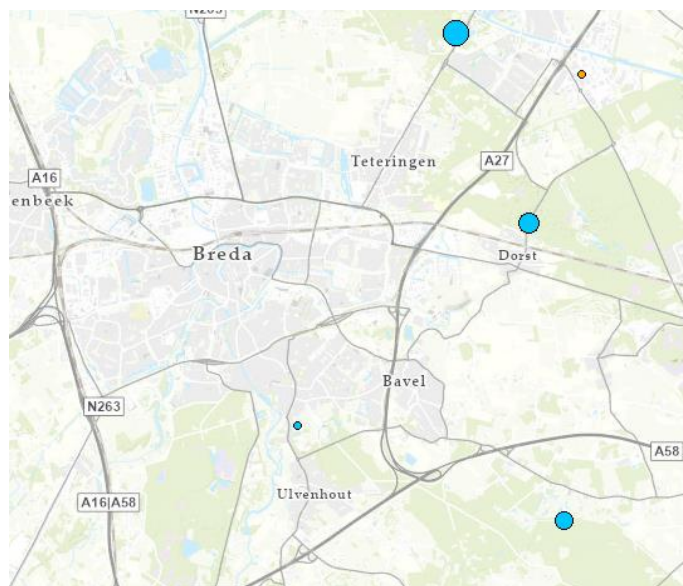 N263
Teteringen
A27
A16
enbeek
Breda
Dorst
Bavel
N263
A58
Ulvenhout
A16|A58